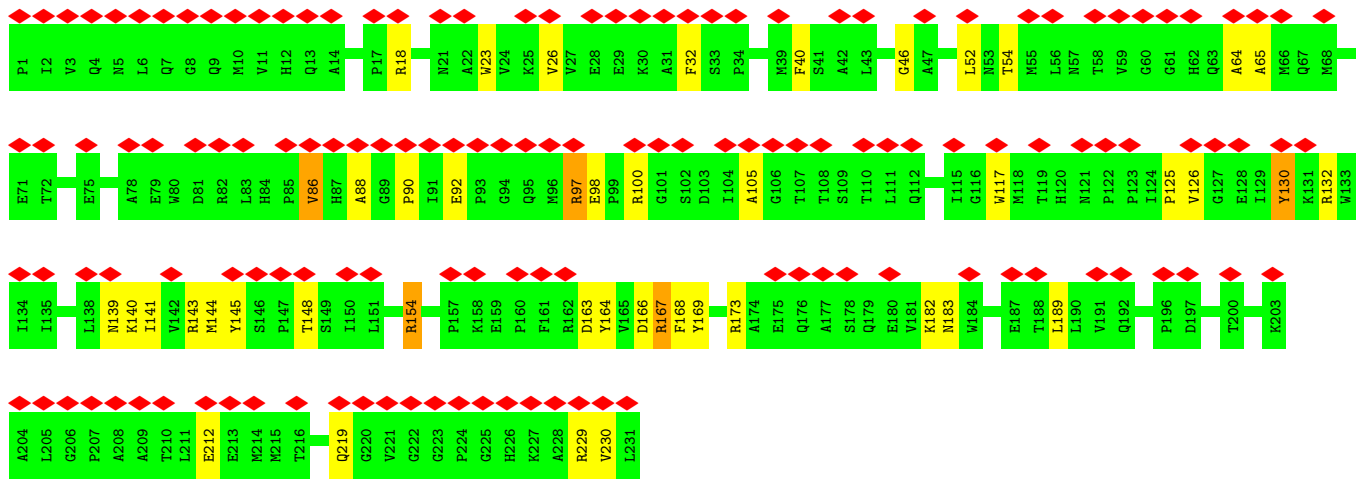 P1 I2 V3 Q4 N5 L6 Q7 G8 Q9 M10 V11 H12 Q13 A14 P17 R18 N21 A22 W23 V24 K25 V26 V27 E28 E29 K30 A31 F32 S33 P34 M39 F40 S41 A42 L43 G46 A47 L52 N53 T54 M55 L56 N57 T58 V59 G60 G61 H62 Q63 A64 A65 M66 Q67 M68
E71 T72 E75 A78 E79 W80 D81 R82 L83 H84 P85 V86 H87 A88 G89 P90 I91 E92 P93 G94 Q95 M96 R97 E98 P99 R100 G101 S102 D103 I104 A105 G106 T107 T108 S109 T110 L111 Q112 I115 G116 W117 M118 T119 H120 N121 P122 P123 I124 P125 V126 G127 E128 I129 Y130 K131 R132 W133
I134 I135 L138 N139 K140 I141 V142 R143 M144 Y145 S146 P147 T148 S149 I150 L151 R154 P157 K158 E159 P160 F161 R162 D163 Y164 V165 D166 R167 F168 Y169 R173 A174 E175 Q176 A177 S178 Q179 E180 V181 K182 N183 W184 E187 T188 L189 L190 V191 Q192 P196 D197 T200 K203
A204 L205 G206 P207 A208 A209 T210 L211 E212 E213 M214 M215 T216 Q219 G220 V221 G222 G223 P224 G225 H226 K227 A228 R229 V230 L231